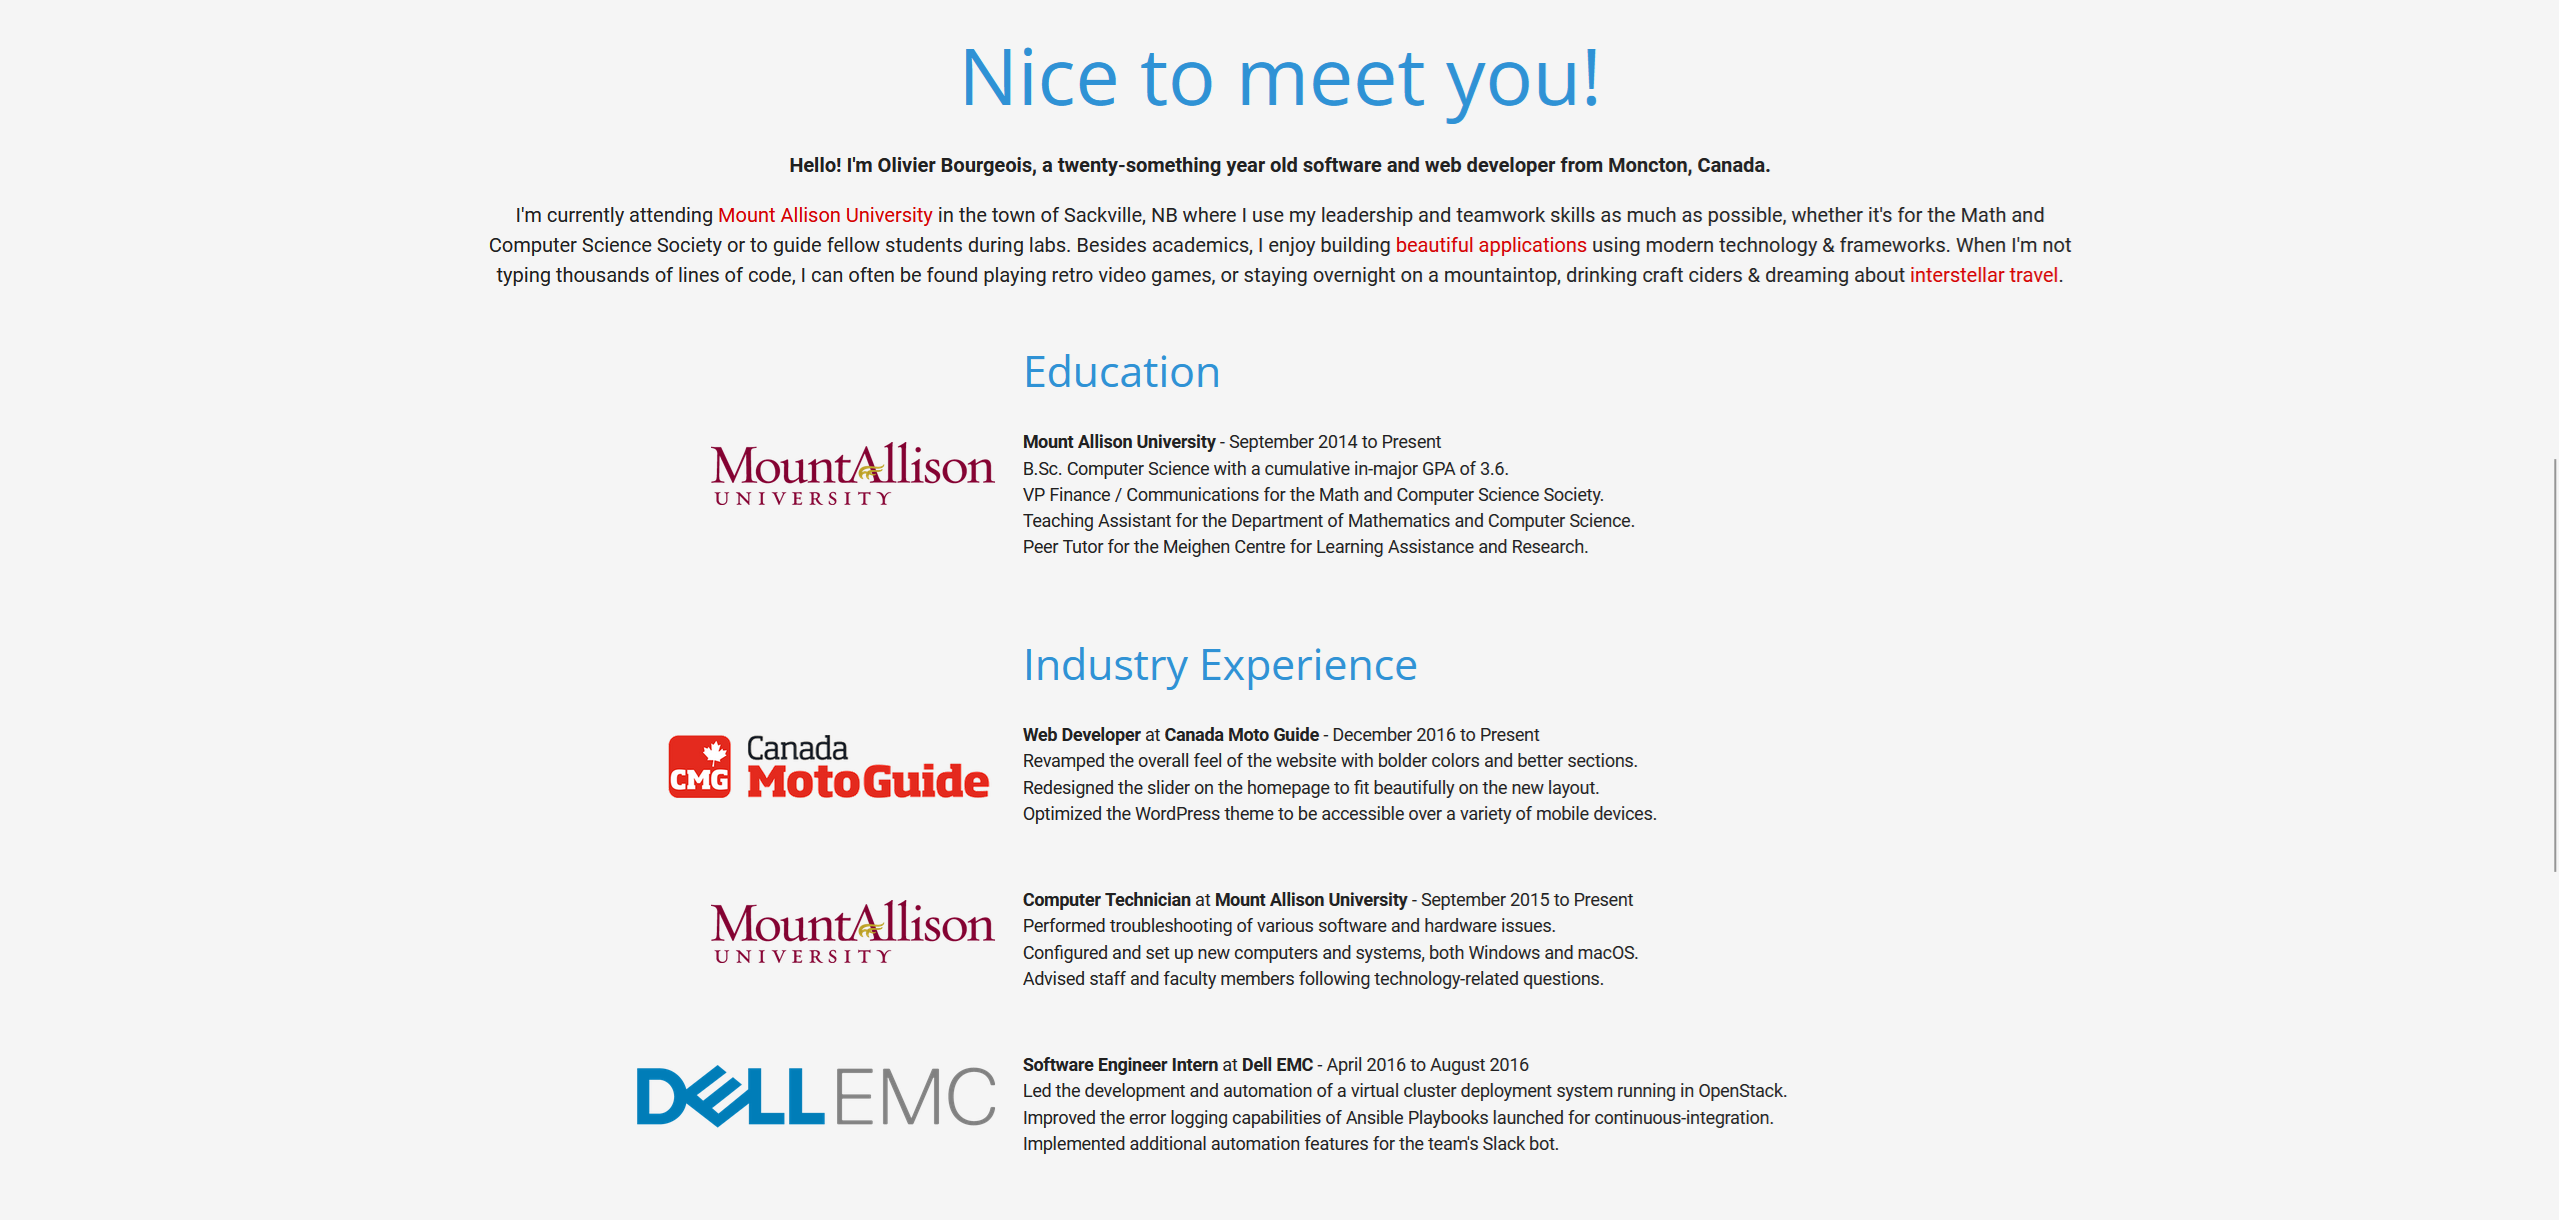 Nice to meet you!
Hello! I'm Olivier Bourgeois, a twenty-something year old software and web developer from Moncton, Canada.
I'm currently attending Mount Allison University in the town of Sackville, NB where I use my leadership and teamwork skills as much as possible, whether it's for the Math and
Computer Science Society or to guide fellow students during labs. Besides academics, I enjoy building beautiful applications using modern technology & frameworks. When I'm not
typing thousands of lines of code, I can often be found playing retro video games, or staying overnight on a mountaintop, drinking craft ciders & dreaming about interstellar travel.
Education
MountAllison
UNIVERSITY
Mount Allison University - September 2014 to Present
B.Sc. Computer Science with a cumulative in-major GPA of 3.6.
VP Finance / Communications for the Math and Computer Science Society.
Teaching Assistant for the Department of Mathematics and Computer Science.
Peer Tutor for the Meighen Centre for Learning Assistance and Research.
Industry Experience
CMG
Canada
MotoGuide
Web Developer at Canada Moto Guide - December 2016 to Present
Revamped the overall feel of the website with bolder colors and better sections.
Redesigned the slider on the homepage to fit beautifully on the new layout.
Optimized the WordPress theme to be accessible over a variety of mobile devices.
MountAllison
UNIVERSITY
Computer Technician at Mount Allison University - September 2015 to Present
Performed troubleshooting of various software and hardware issues.
Configured and set up new computers and systems, both Windows and macOS.
Advised staff and faculty members following technology-related questions.
DELL EMC
Software Engineer Intern at Dell EMC - April 2016 to August 2016
Led the development and automation of a virtual cluster deployment system running in OpenStack.
Improved the error logging capabilities of Ansible Playbooks launched for continuous-integration.
Implemented additional automation features for the team's Slack bot.